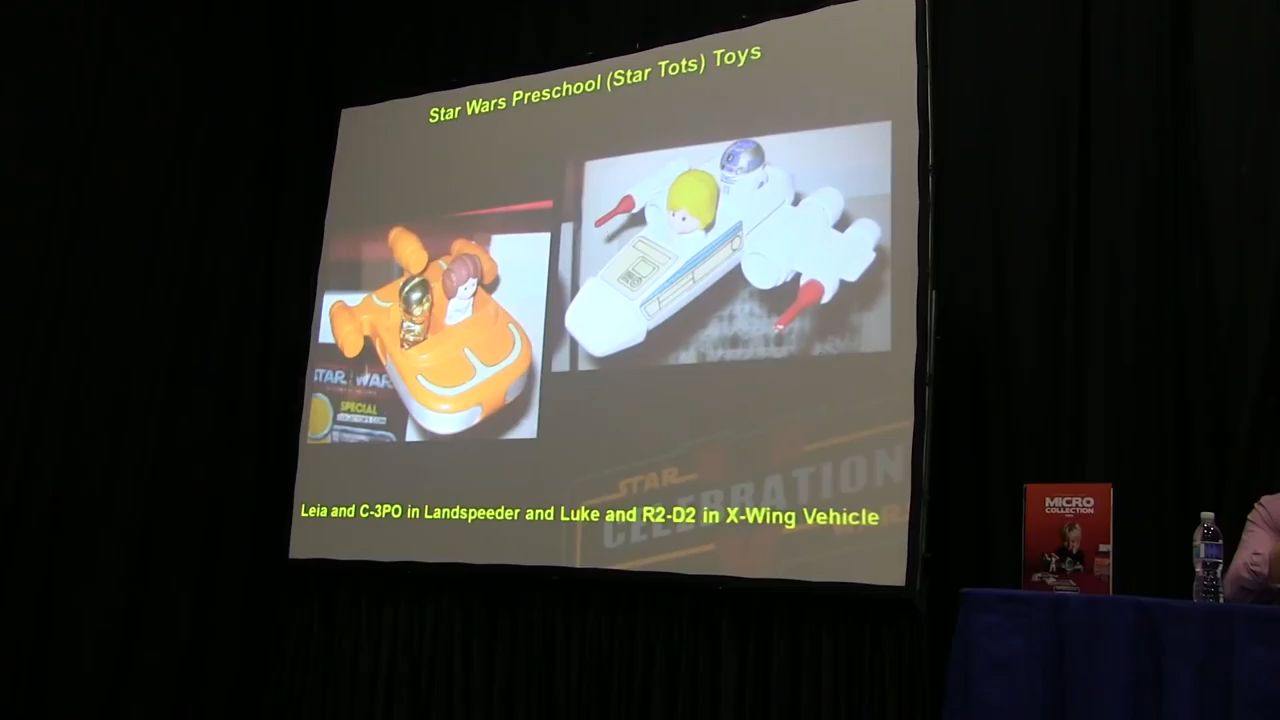 Star Wars Preschool (Star Tots) Toys
STAR WARS
SPECIAL
Leia and C-3PO in Landspeeder and Luke and R2-D2 in X-Wing Vehicle
STAR
CELEBRATION
WARS
MICRO
COLLECTION